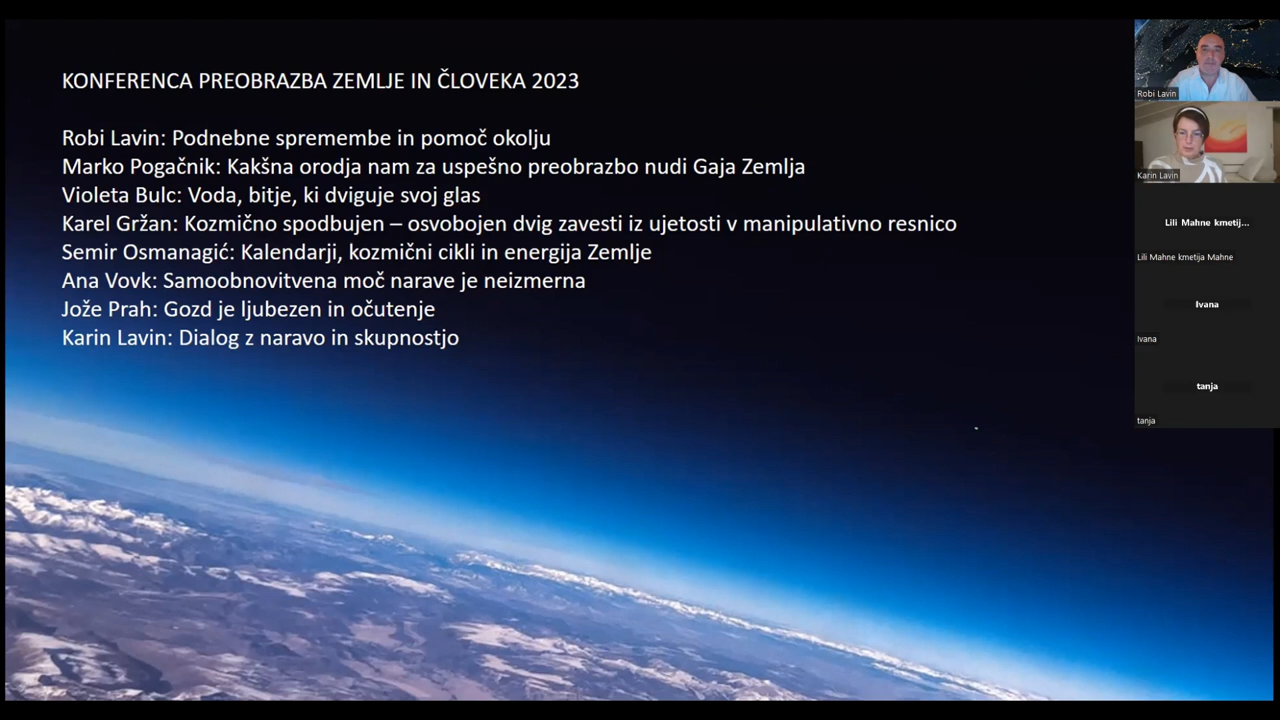 KONFERENCA PREOBRAZBA ZEMLJE IN ČLOVEKA 2023
Robi Lavin: Podnebne spremembe in pomoč okolju
Marko Pogačnik: Kakšna orodja nam za uspešno preobrazbo nudi Gaja Zemlja
Violeta Bulc: Voda, bitje, ki dviguje svoj glas
Karel Gržan: Kozmično spodbujen – osvobojen dvig zavesti iz ujetosti v manipulativno resnico
Semir Osmanagić: Kalendarji, kozmični cikli in energija Zemlje
Ana Vovk: Samoobnovitvena moč narave je neizmerna
Jože Prah: Gozd je ljubezen in očutenje
Karin Lavin: Dialog z naravo in skupnostjo
Robi Lavin
Karin Lavin
Lili Mahne kmetij...
Lili Mahne kmetija Mahne
Ivana
Ivana
tanja
tanja